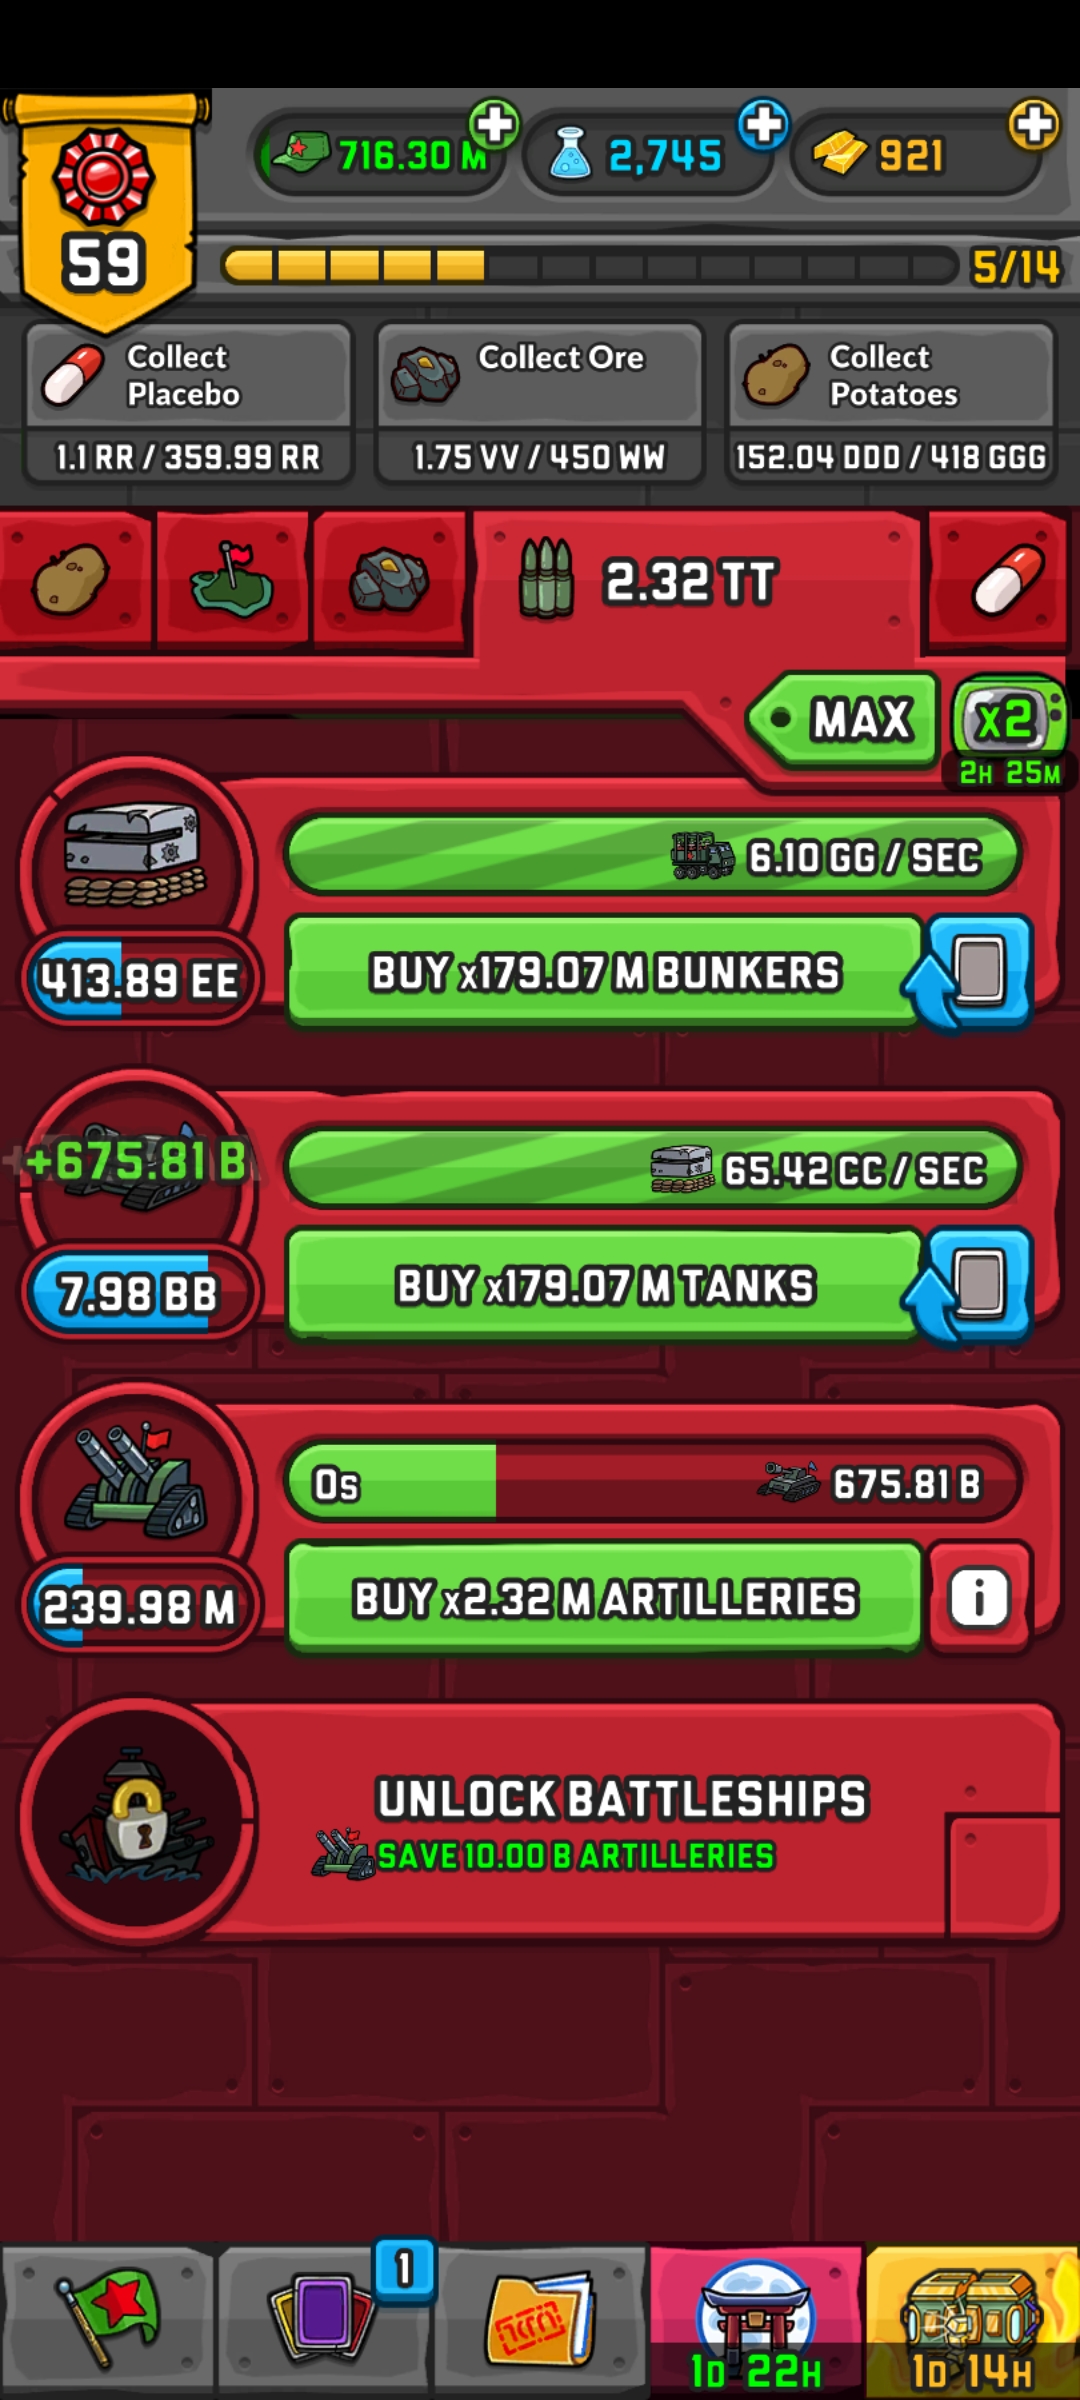 716.30 M
2,745
921
59
5/14
Collect
Placebo
1.1 RR / 359.99 RR
Collect Ore
1.75 VV / 450 WW
Collect
Potatoes
152.04 DDD / 418 GGG
2.32 TT
MAX
x2
2H 25M
6.10 GG / SEC
413.89 EE
BUY x179.07 M BUNKERS
+675.81 B
65.42 CC / SEC
7.98 BB
BUY x179.07 M TANKS
0s
675.81 B
239.98 M
BUY x2.32 M ARTILLERIES
i
UNLOCK BATTLESHIPS
SAVE 10.00 B ARTILLERIES
1
1D 22H
1D 14H